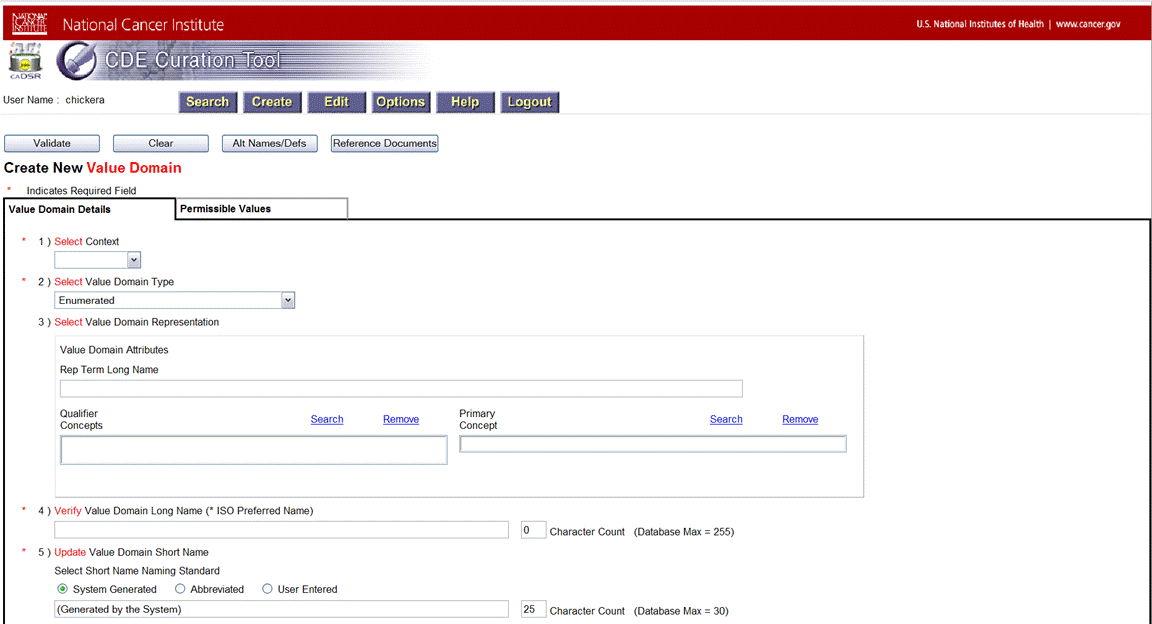 NATIONAL CANCER INSTITUTE National Cancer Institute U.S. National Institutes of Health | www.cancer.gov
caDSR CDE Curation Tool
User Name : chickera Search Create Edit Options Help Logout
Validate Clear Alt Names/Defs Reference Documents
Create New Value Domain
* Indicates Required Field
Value Domain Details Permissible Values
* 1 ) Select Context
* 2 ) Select Value Domain Type
Enumerated
3 ) Select Value Domain Representation
Value Domain Attributes
Rep Term Long Name
Qualifier Concepts Search Remove Primary Concept Search Remove
* 4 ) Verify Value Domain Long Name (* ISO Preferred Name)
0 Character Count (Database Max = 255)
* 5 ) Update Value Domain Short Name
Select Short Name Naming Standard
System Generated Abbreviated User Entered
(Generated by the System) 25 Character Count (Database Max = 30)